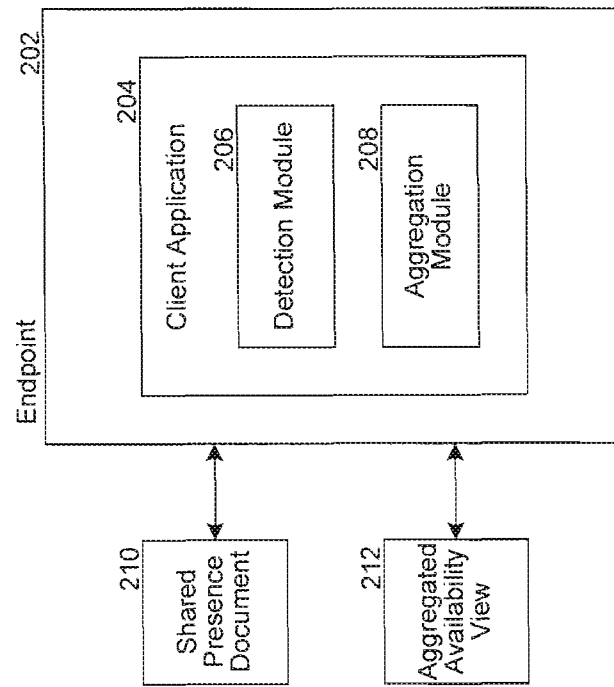 Endpoint
202
204
Client Application
206
Detection Module
208
Aggregation
Module
210
Shared
Presence
Document
212
Aggregated
Availability
View